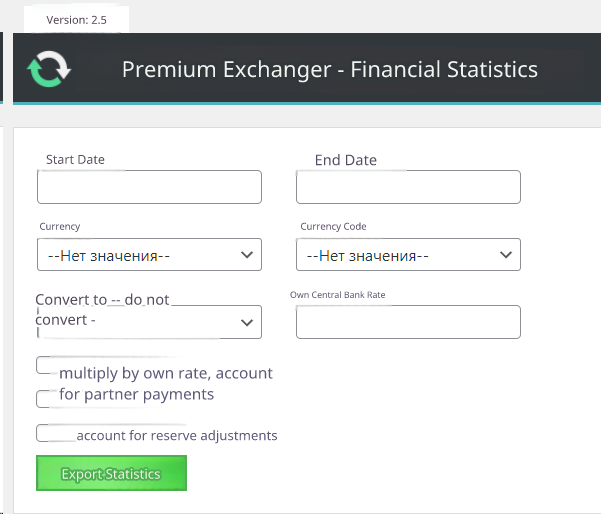 Version: 2.5
Premium Exchanger - Financial Statistics
Start Date
End Date
Currency
Currency Code
--Нет значения--
--Нет значения--
Convert to -- do not
convert -
Own Central Bank Rate
multiply by own rate, account
for partner payments
account for reserve adjustments
Export Statistics